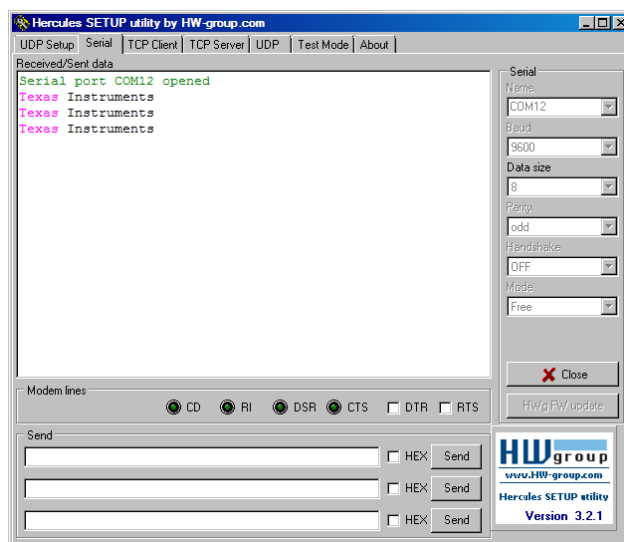 Hercules SETUP utility by HW-group.com
UDP Setup Serial TCP Client TCP Server UDP Test Mode About
Received/Sent data
Serial port COM12 opened
Texas Instruments
Texas Instruments
Texas Instruments
Serial
Name
COM12
Baud
9600
Data size
8
Parity
odd
Handshake
OFF
Mode
Free
Close
HWg FW update
Modem lines
CD RI DSR CTS DTR RTS
Send
HEX Send
HEX Send
HEX Send
HW group
www.HW-group.com
Hercules SETUP utility
Version 3.2.1